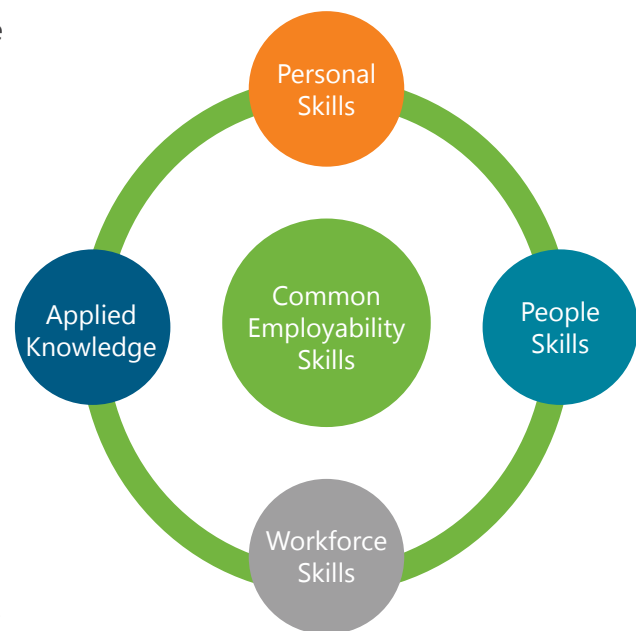 e
Personal
Skills
Common
Employability
Skills
Applied
Knowledge
People
Skills
Workforce
Skills